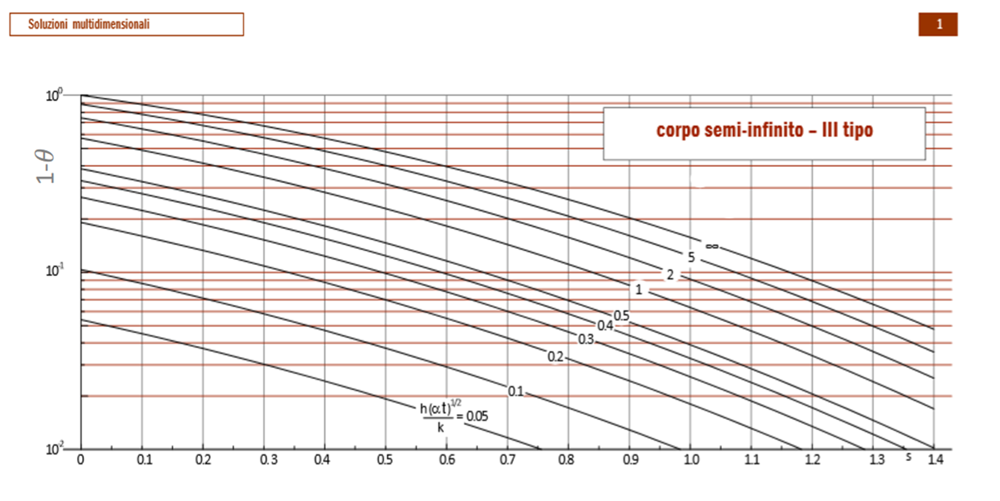 Soluzioni multidimensionali
1
10⁰
corpo semi-infinito – III tipo
1-θ
∞
5
10⁻¹
2
1
0.5
0.4
0.3
0.2
0.1
h(αt)^1/2
k
= 0.05
10⁻²
0 0.1 0.2 0.3 0.4 0.5 0.6 0.7 0.8 0.9 1.0 1.1 1.2 1.3 s 1.4